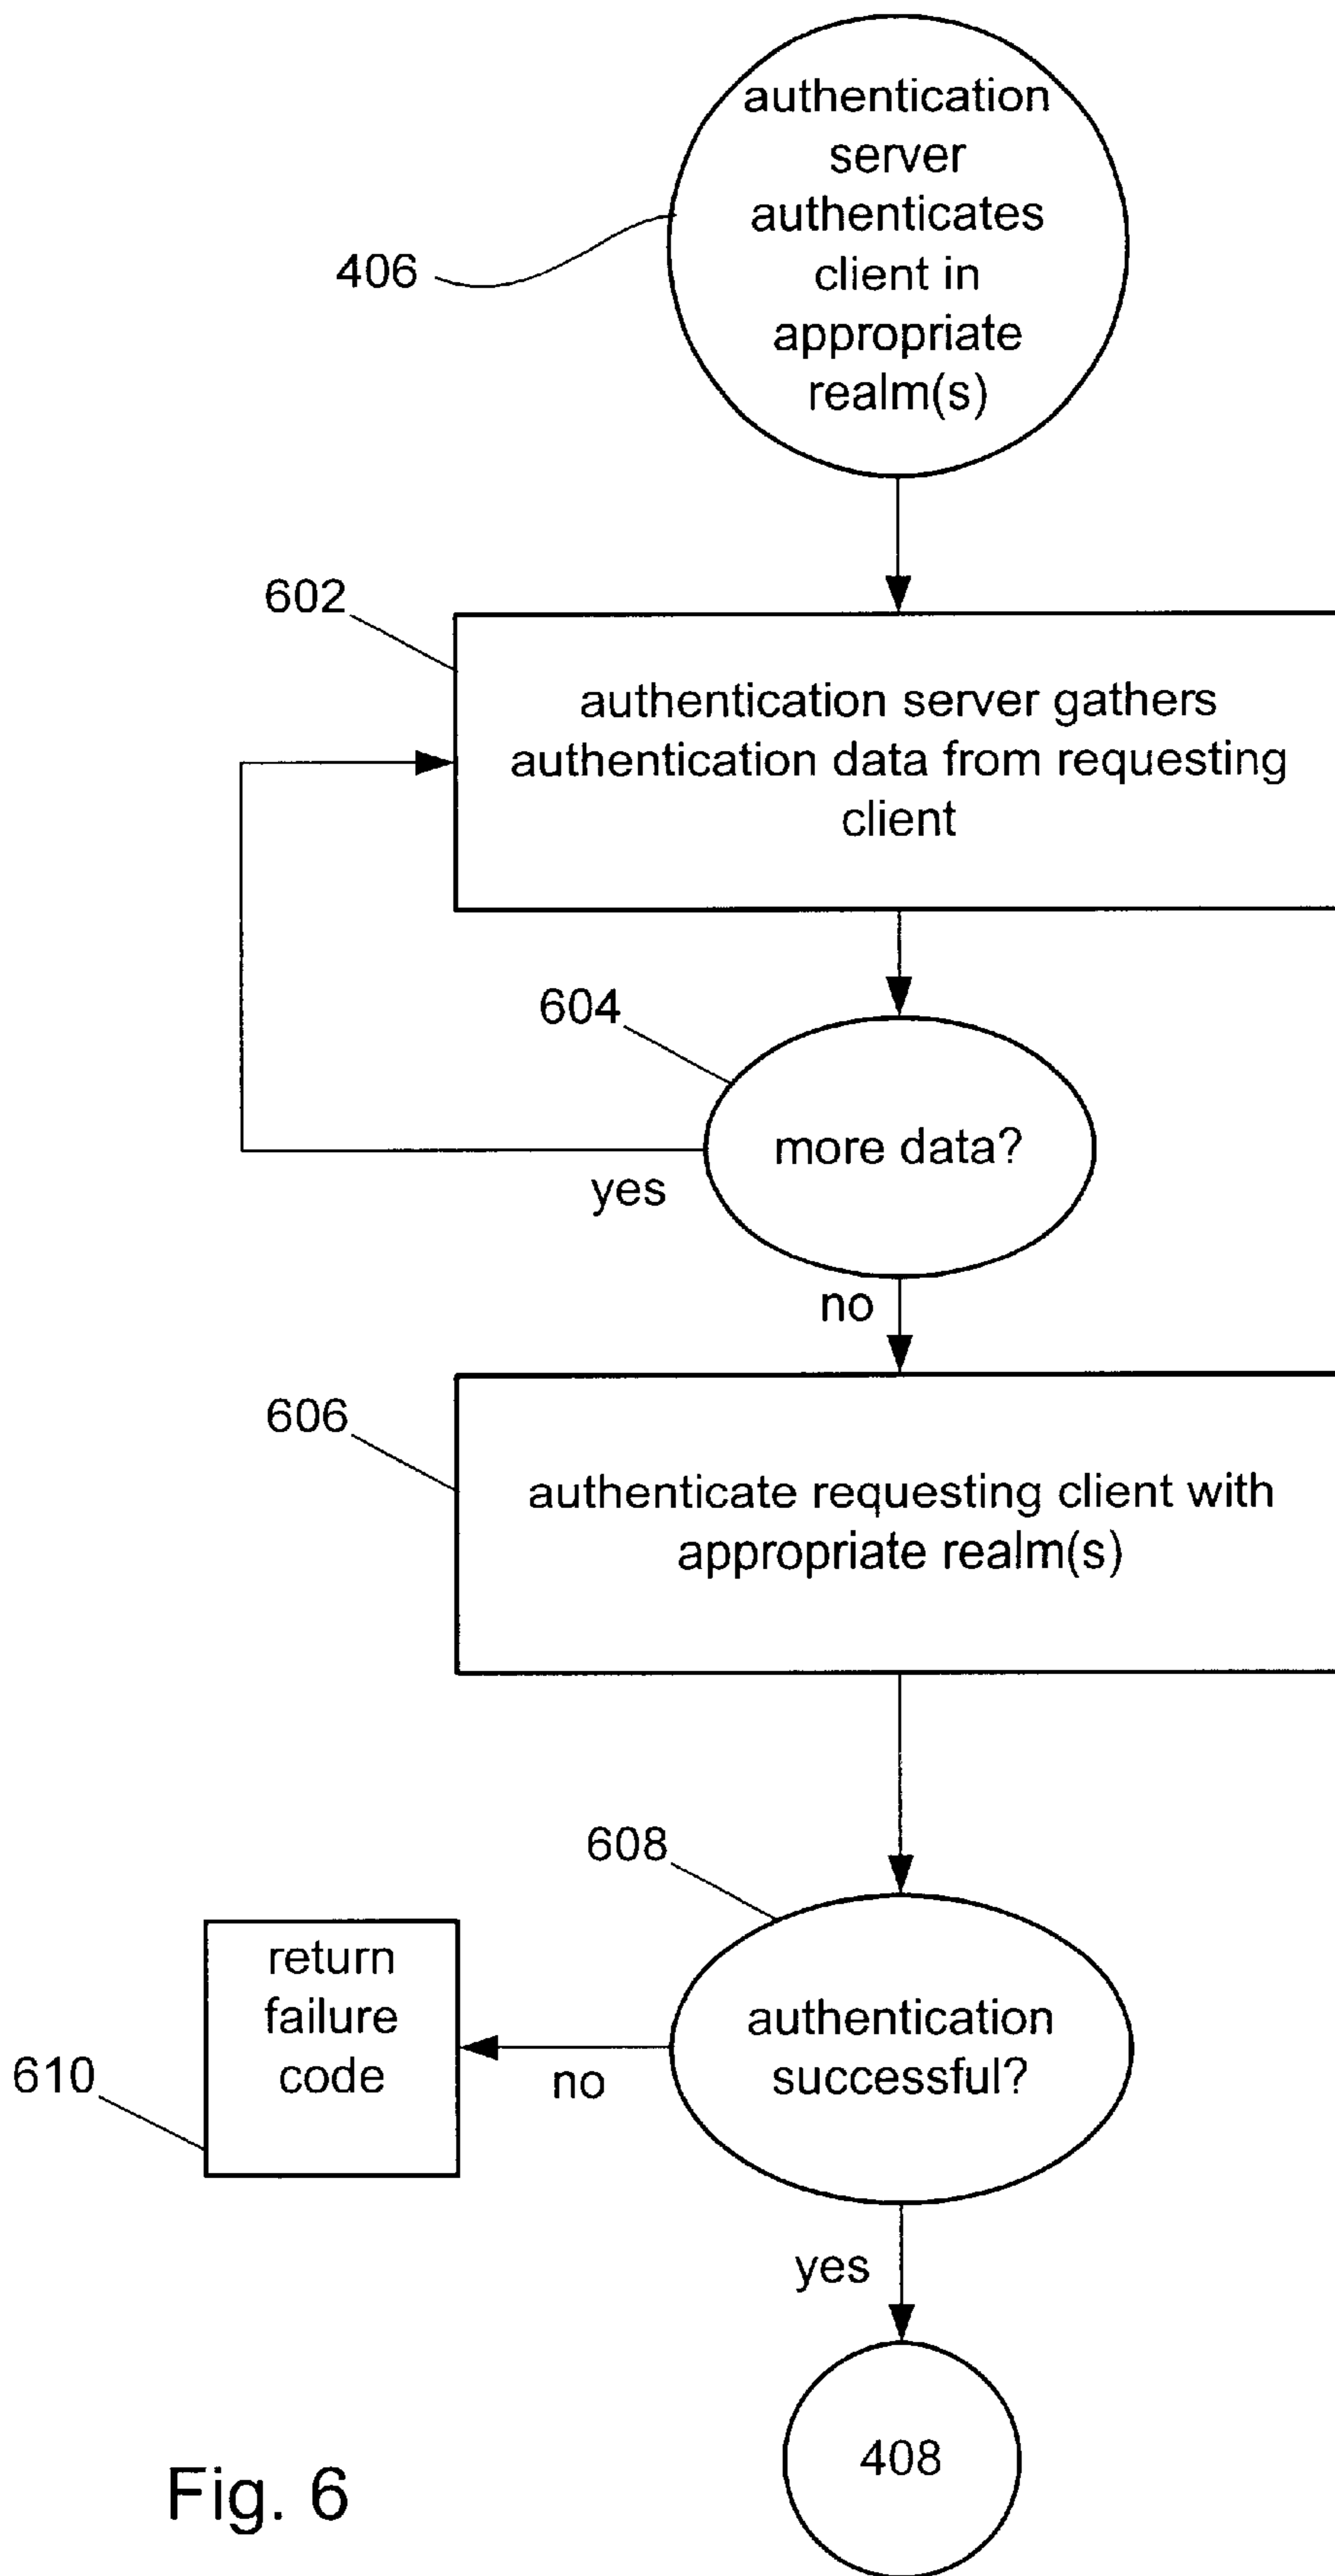 authentication
server
authenticates
client in
appropriate
realm(s)
406
602
authentication server gathers
authentication data from requesting
client
604
more data?
yes
no
606
authenticate requesting client with
appropriate realm(s)
608
return
failure
code
authentication
successful?
610
no
yes
408
Fig. 6